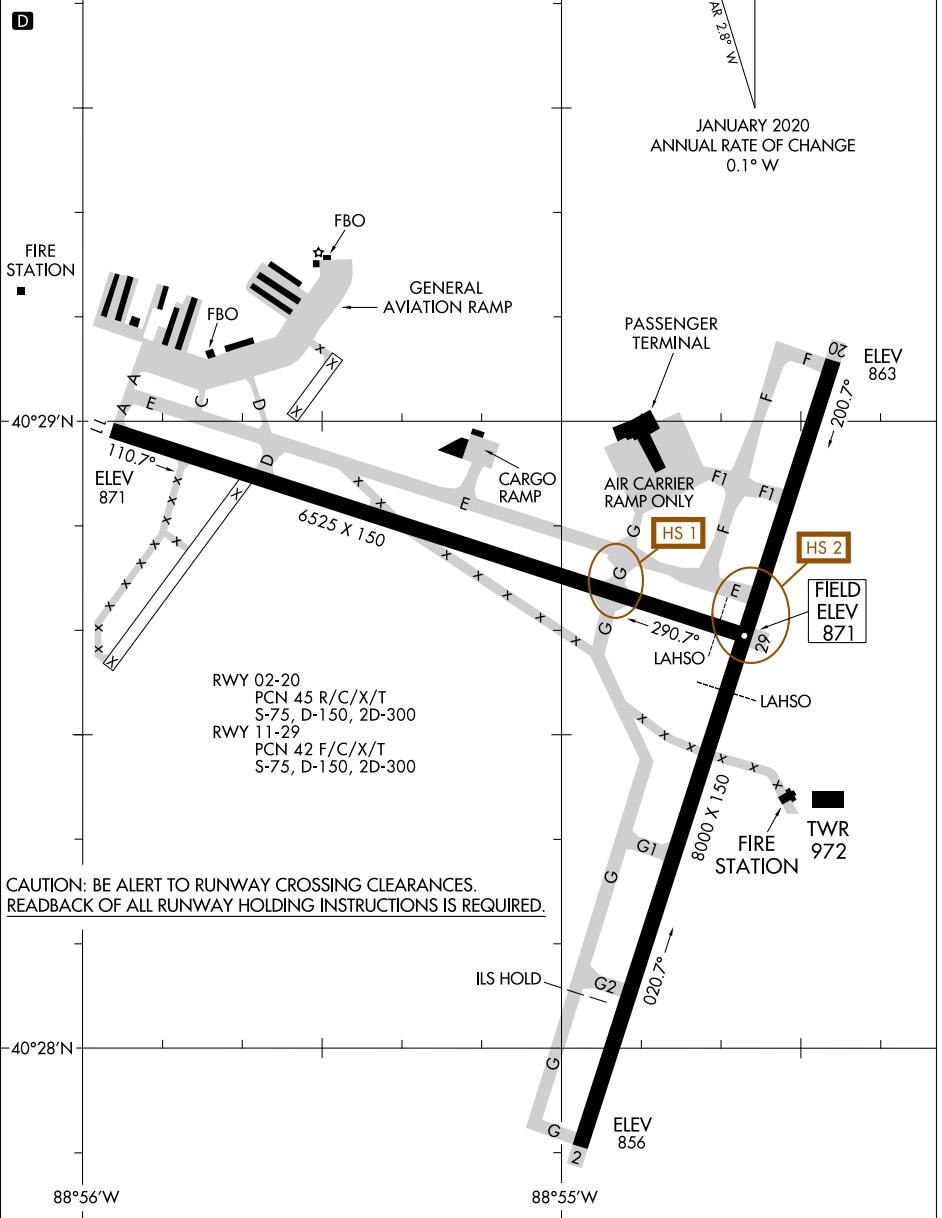 D
AR 2.8° W
JANUARY 2020
ANNUAL RATE OF CHANGE
0.1° W
FBO
FIRE
STATION
GENERAL
AVIATION RAMP
FBO
PASSENGER
TERMINAL
F
20
ELEV
863
A
A
E
C
D
F
200.7°
40°29'N
11
110.7°
ELEV
871
D
CARGO
RAMP
AIR CARRIER
RAMP ONLY
F1
F1
E
6525 X 150
G
HS 1
F
HS 2
G
E
FIELD
ELEV
871
G
290.7°
29
LAHSO
LAHSO
RWY 02-20
PCN 45 R/C/X/T
S-75, D-150, 2D-300
RWY 11-29
PCN 42 F/C/X/T
S-75, D-150, 2D-300
8000 X 150
TWR
972
FIRE
STATION
G1
G
CAUTION: BE ALERT TO RUNWAY CROSSING CLEARANCES.
READBACK OF ALL RUNWAY HOLDING INSTRUCTIONS IS REQUIRED.
ILS HOLD
G2
020.7°
40°28'N
G
G
ELEV
856
2
88°56'W
88°55'W